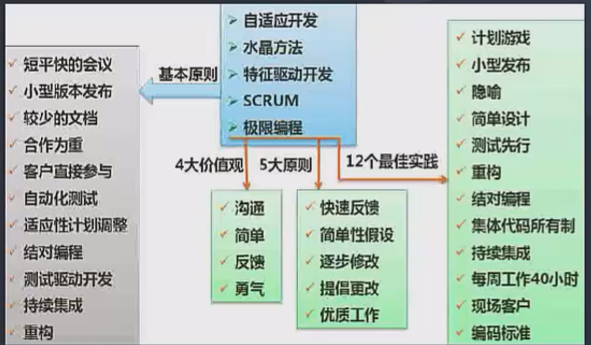 自适应开发
水晶方法
特征驱动开发
SCRUM
极限编程
基本原则
短平快的会议
小型版本发布
较少的文档
合作为重
客户直接参与
自动化测试
适应性计划调整
结对编程
测试驱动开发
持续集成
重构
4大价值观
沟通
简单
反馈
勇气
5大原则
快速反馈
简单性假设
逐步修改
提倡更改
优质工作
12个最佳实践
计划游戏
小型发布
隐喻
简单设计
测试先行
重构
结对编程
集体代码所有制
持续集成
每周工作40小时
现场客户
编码标准